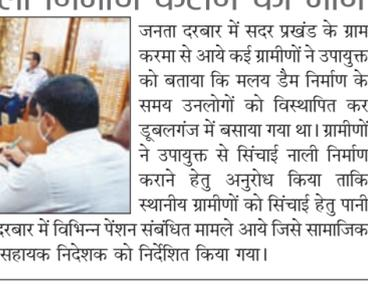 जनता दरबार में सदर प्रखंड के ग्राम
करमा से आये कई ग्रामीणों ने उपायुक्त
को बताया कि मलय डैम निर्माण के
समय उनलोगों को विस्थापित कर
डूबलगंज में बसाया गया था। ग्रामीणों
ने उपायुक्त से सिंचाई नाली निर्माण
कराने हेतु अनुरोध किया ताकि
स्थानीय ग्रामीणों को सिंचाई हेतु पानी
दरबार में विभिन्न पेंशन संबंधित मामले आये जिसे सामाजिक
सहायक निदेशक को निर्देशित किया गया।